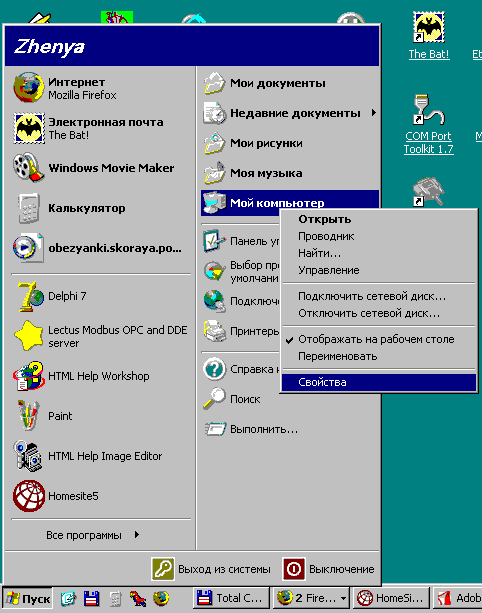 Zhenya
Интернет
Mozilla Firefox
Электронная почта
The Bat!
Windows Movie Maker
Калькулятор
obezyanki.skoraya.po...
Delphi 7
Lectus Modbus OPC and DDE
server
HTML Help Workshop
Paint
HTML Help Image Editor
Homesite5
Все программы
Мои документы
Недавние документы
Мои рисунки
Моя музыка
Мой компьютер
Панель уп
Выбор про
умолчани
Подключе
Принтеры
Справка и
Поиск
Выполнить...
Открыть
Проводник
Найти...
Управление
Подключить сетевой диск...
Отключить сетевой диск...
Отображать на рабочем столе
Переименовать
Свойства
The Bat!
Et
COM Port
Toolkit 1.7
M
Выход из системы
Выключение
Пуск
Total C...
2 Fire...
HomeSi...
Adob